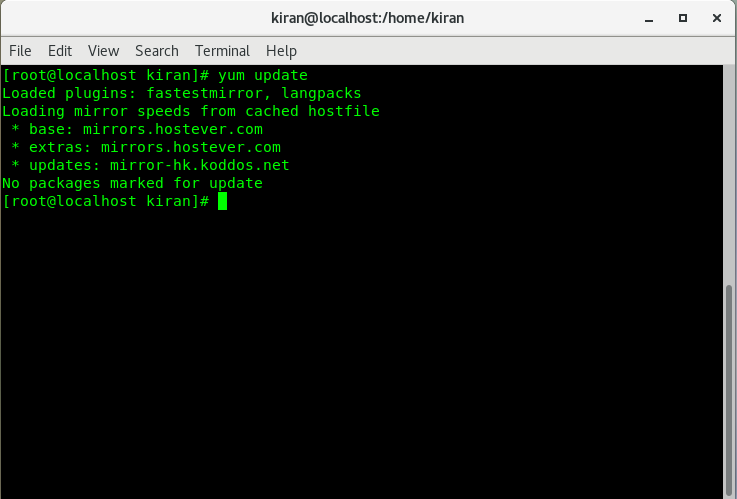 kiran@localhost:/home/kiran
File Edit View Search Terminal Help
[root@localhost kiran]# yum update
Loaded plugins: fastestmirror, langpacks
Loading mirror speeds from cached hostfile
 * base: mirrors.hostever.com
 * extras: mirrors.hostever.com
 * updates: mirror-hk.koddos.net
No packages marked for update
[root@localhost kiran]#